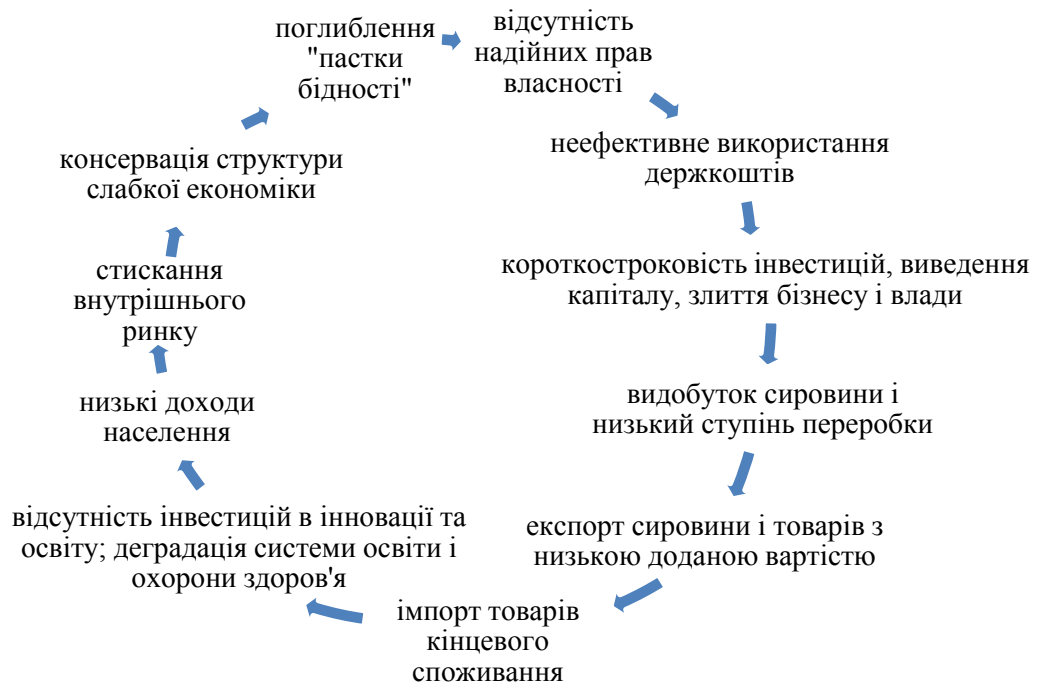 поглиблення
"пастки
бідності"
відсутність
надійних прав
власності
неефективне використання
держкоштів
короткостроковість інвестицій, виведення
капіталу, злиття бізнесу і влади
видобуток сировини і
низький ступінь переробки
експорт сировини і товарів з
низькою доданою вартістю
імпорт товарів
кінцевого
споживання
відсутність інвестицій в інновації та
освіту; деградація системи освіти і
охорони здоров'я
низькі доходи
населення
стискання
внутрішнього
ринку
консервація структури
слабкої економіки